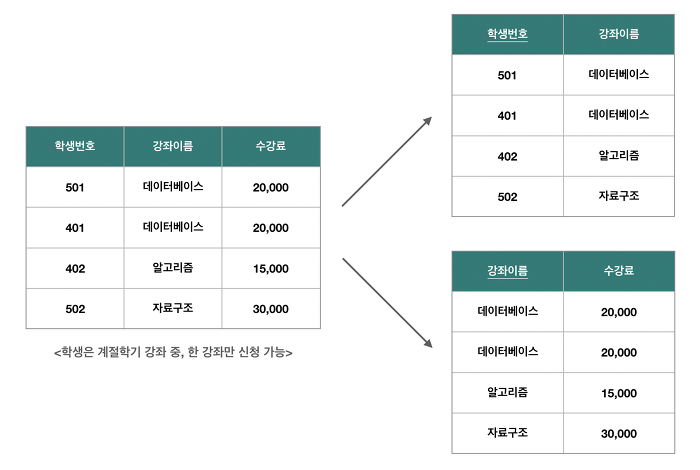 학생번호 강좌이름 수강료
501 데이터베이스 20,000
401 데이터베이스 20,000
402 알고리즘 15,000
502 자료구조 30,000
<학생은 계절학기 강좌 중, 한 강좌만 신청 가능>
학생번호 강좌이름
501 데이터베이스
401 데이터베이스
402 알고리즘
502 자료구조
강좌이름 수강료
데이터베이스 20,000
데이터베이스 20,000
알고리즘 15,000
자료구조 30,000